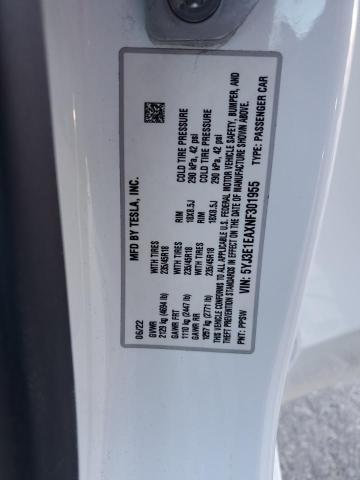 MFD BY TESLA, INC.
06/22
GVWR
2129 kg (4694 lb)
GAWR FRT
1110 kg (2447 lb)
WITH TIRES
235/45R18
RIM
18X8.5J
COLD TIRE PRESSURE
290 kPa, 42 psi
GAWR RR
1257 kg (2771 lb)
WITH TIRES
235/45R18
RIM
18X8.5J
COLD TIRE PRESSURE
290 kPa, 42 psi
THIS VEHICLE CONFORMS TO ALL APPLICABLE U.S. FEDERAL MOTOR VEHICLE SAFETY, BUMPER, AND
THEFT PREVENTION STANDARDS IN EFFECT ON THE DATE OF MANUFACTURE SHOWN ABOVE.
VIN: 5YJ3E1EAXNF301955
PNT: PPSW
TYPE: PASSENGER CAR